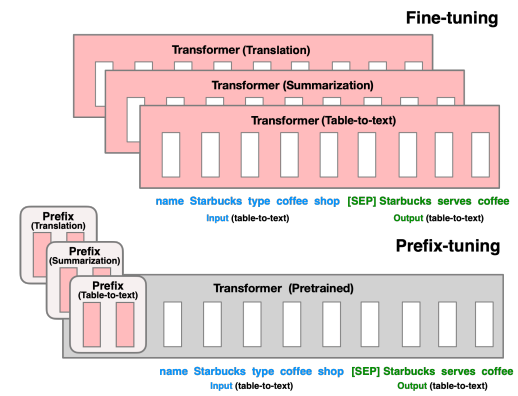 Fine-tuning
Transformer (Translation)
Transformer (Summarization)
Transformer (Table-to-text)
name Starbucks type coffee shop [SEP] Starbucks serves coffee
Input (table-to-text) Output (table-to-text)
Prefix-tuning
Prefix
(Translation)
Prefix
(Summarization)
Prefix
(Table-to-text)
Transformer (Pretrained)
name Starbucks type coffee shop [SEP] Starbucks serves coffee
Input (table-to-text) Output (table-to-text)